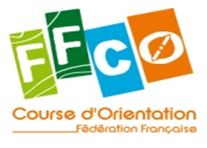 FFCO
Course d'Orientation
Fédération Française